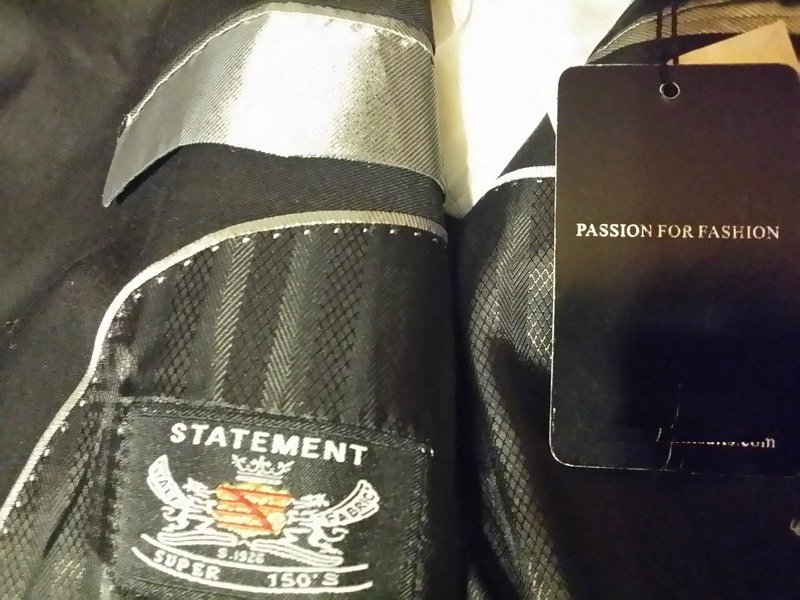 PASSION FOR FASHION
STATEMENT
S.1926
SUPER 150'S